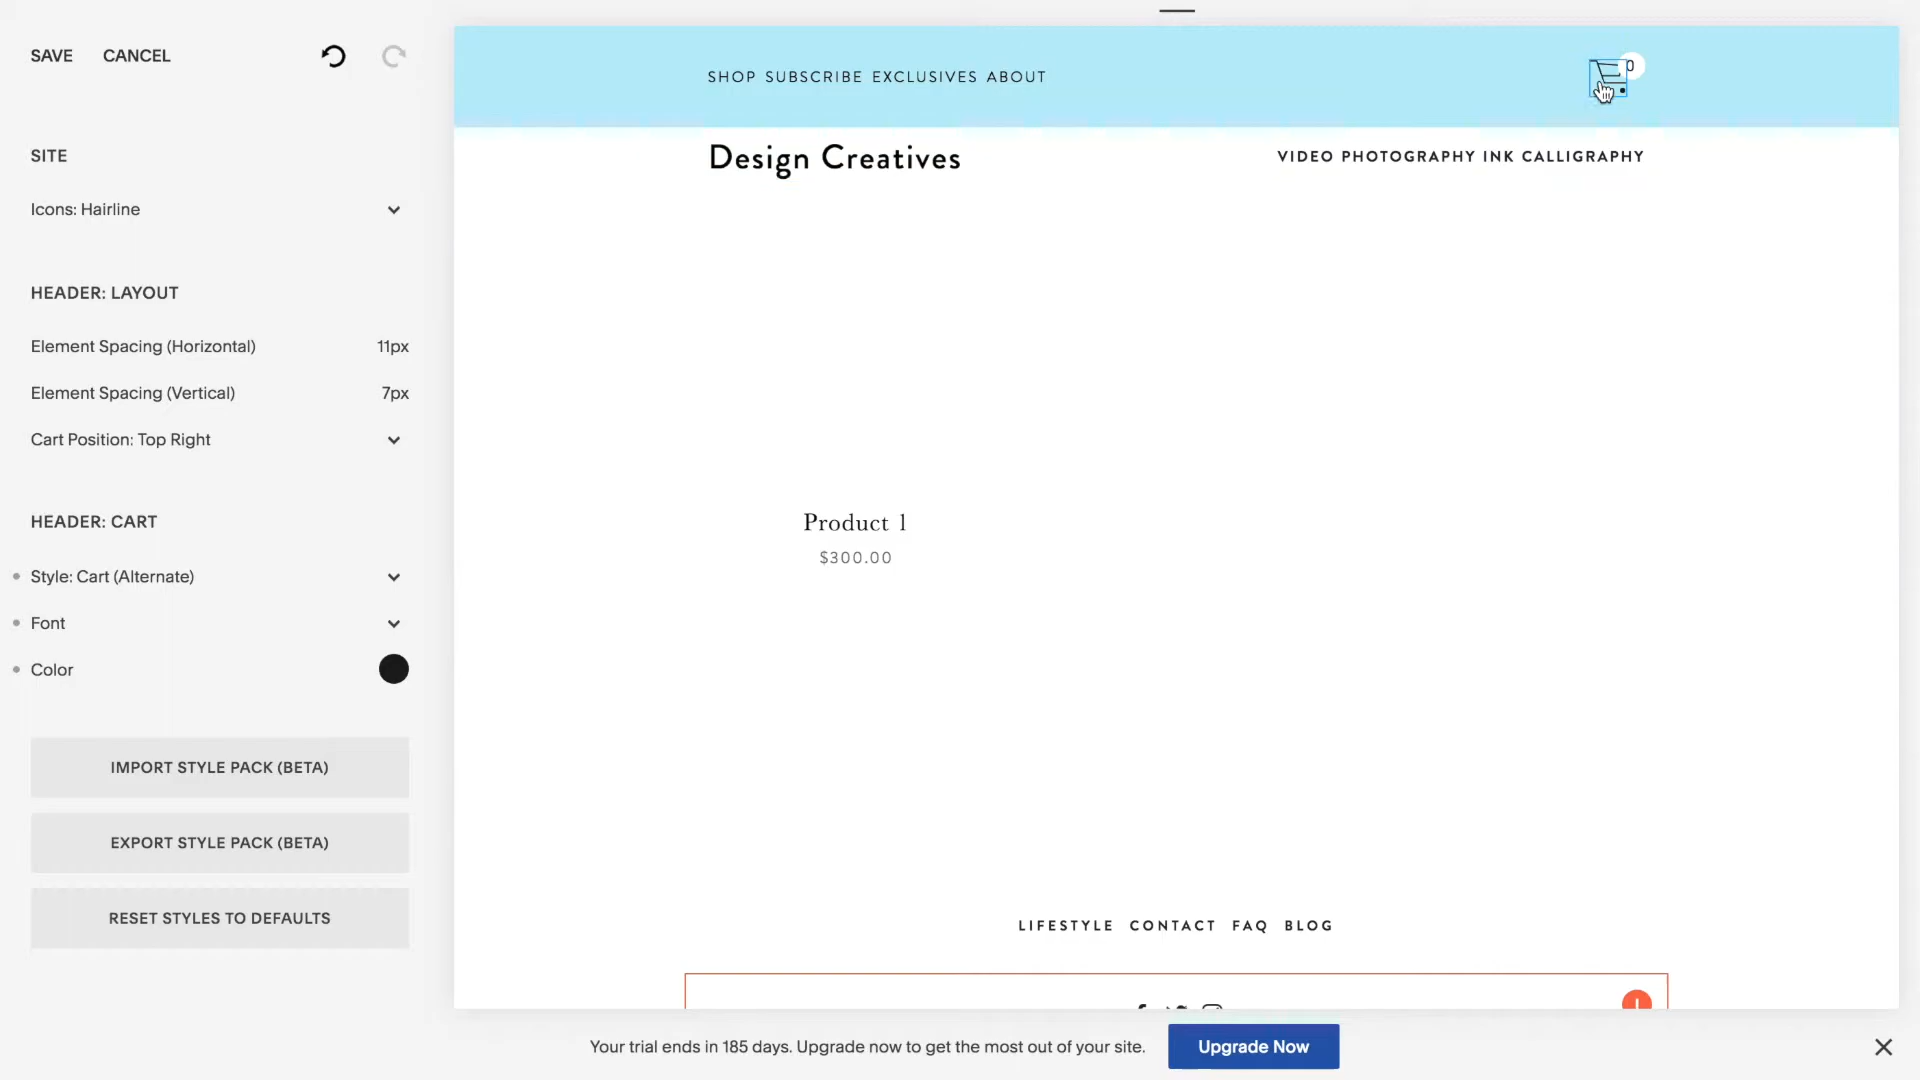 SAVE CANCEL
SITE
Icons: Hairline
HEADER: LAYOUT
Element Spacing (Horizontal) 11px
Element Spacing (Vertical) 7px
Cart Position: Top Right
HEADER: CART
Style: Cart (Alternate)
Font
Color
IMPORT STYLE PACK (BETA)
EXPORT STYLE PACK (BETA)
RESET STYLES TO DEFAULTS
SHOP SUBSCRIBE EXCLUSIVES ABOUT
0
Design Creatives
VIDEO PHOTOGRAPHY INK CALLIGRAPHY
Product 1
$300.00
LIFESTYLE CONTACT FAQ BLOG
Your trial ends in 185 days. Upgrade now to get the most out of your site.
Upgrade Now